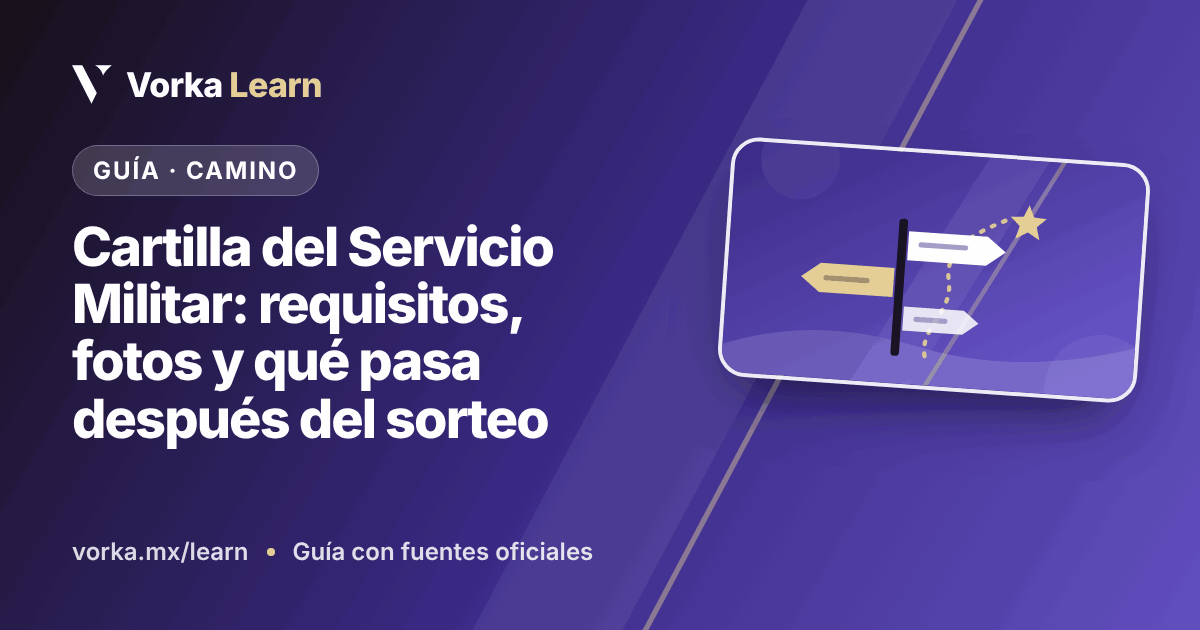 Vorka Learn
GUÍA · CAMINO
Cartilla del Servicio
Militar: requisitos,
fotos y qué pasa
después del sorteo
vorka.mx/learn • Guía con fuentes oficiales